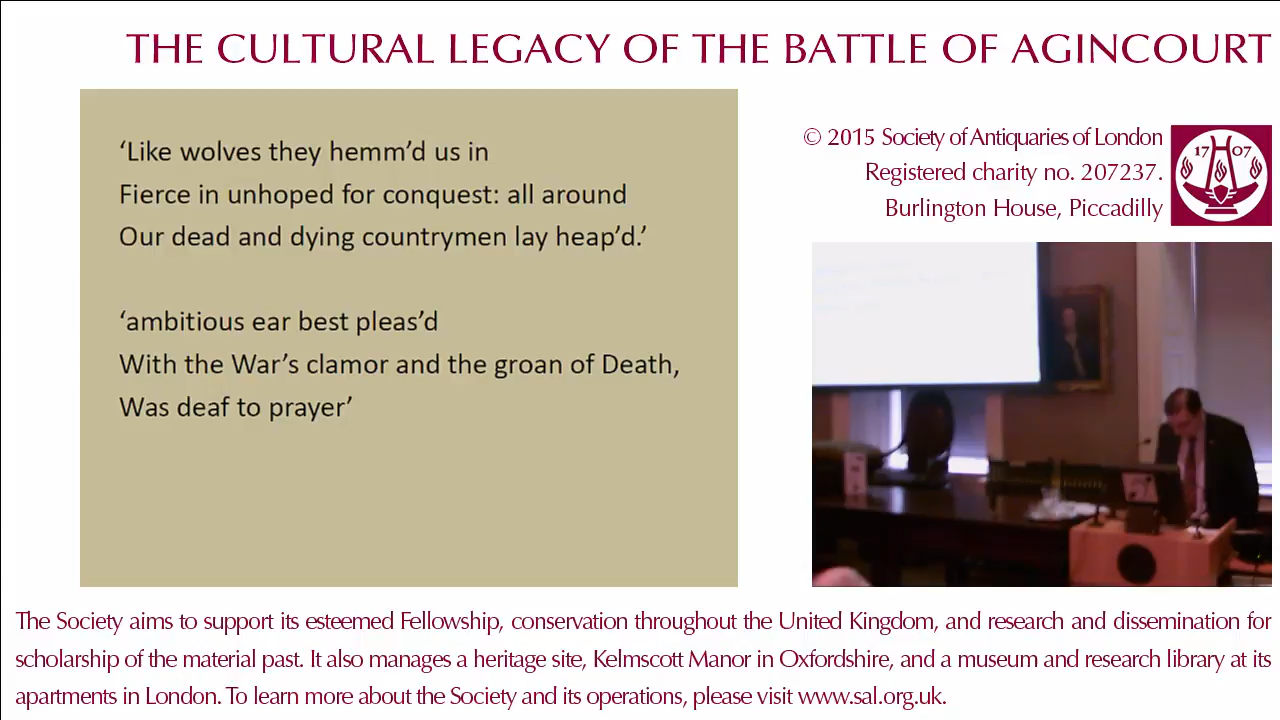 THE CULTURAL LEGACY OF THE BATTLE OF AGINCOURT
‘Like wolves they hemm’d us in
Fierce in unhoped for conquest: all around
Our dead and dying countrymen lay heap’d.’
‘ambitious ear best pleas’d
With the War’s clamor and the groan of Death,
Was deaf to prayer’
© 2015 Society of Antiquaries of London
Registered charity no. 207237.
Burlington House, Piccadilly
17 07
The Society aims to support its esteemed Fellowship, conservation throughout the United Kingdom, and research and dissemination for
scholarship of the material past. It also manages a heritage site, Kelmscott Manor in Oxfordshire, and a museum and research library at its
apartments in London. To learn more about the Society and its operations, please visit www.sal.org.uk.